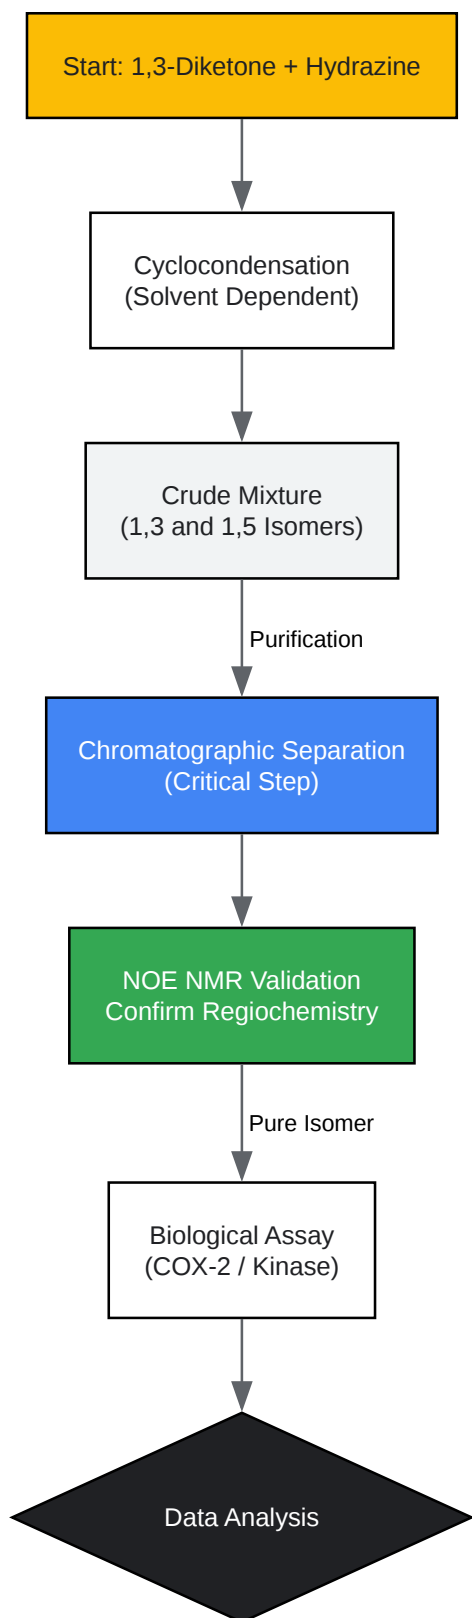 Start: 1,3-Diketone + Hydrazine
Cyclocondensation
(Solvent Dependent)
Crude Mixture
(1,3 and 1,5 Isomers)
Purification
Chromatographic Separation
(Critical Step)
NOE NMR Validation
Confirm Regiochemistry
Pure Isomer
Biological Assay
(COX-2 / Kinase)
Data Analysis